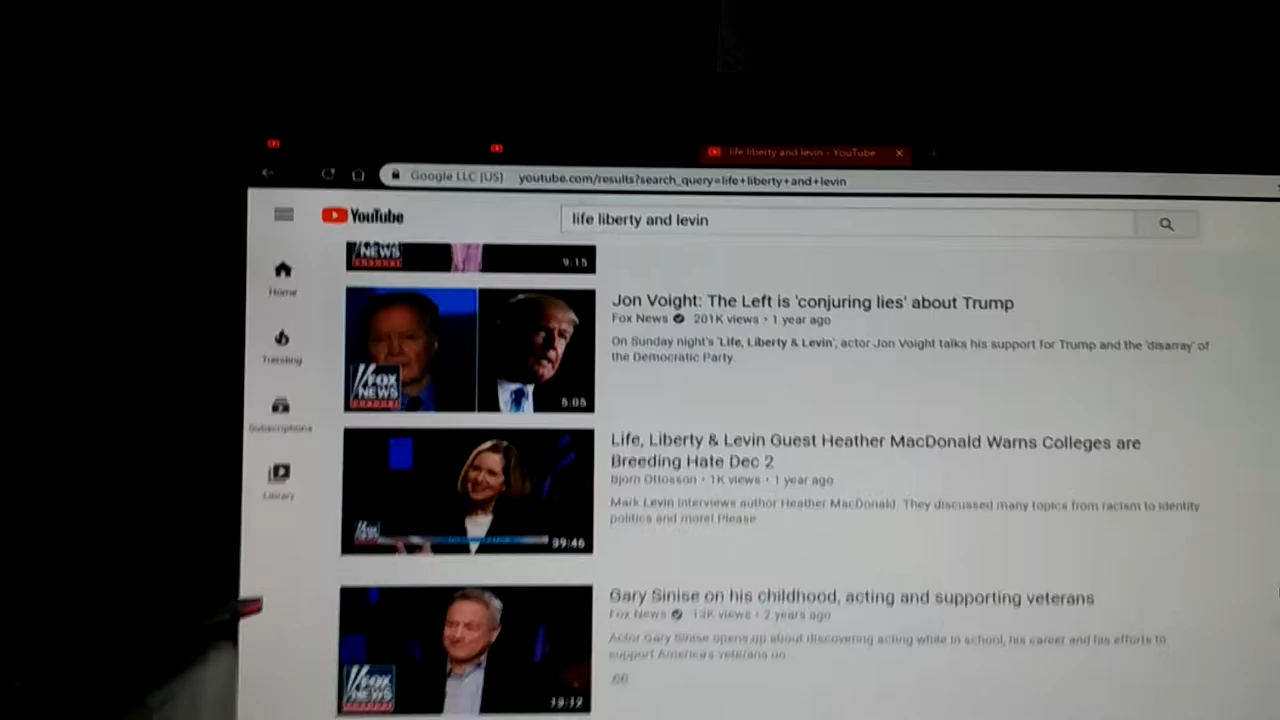 life liberty and levin - YouTube
Google LLC [US] youtube.com/results?search_query=life+liberty+and+levin
YouTube
life liberty and levin
NEWS
CHANNEL
9:15
Home
Trending
Subscriptions
Library
FOX
NEWS
CHANNEL
5:05
Jon Voight: The Left is 'conjuring lies' about Trump
Fox News 201K views • 1 year ago
On Sunday night's 'Life, Liberty & Levin', actor Jon Voight talks his support for Trump and the 'disarray' of
the Democratic Party.
39:46
Life, Liberty & Levin Guest Heather MacDonald Warns Colleges are
Breeding Hate Dec 2
Bjorn Ottosson • 1K views • 1 year ago
Mark Levin interviews author Heather MacDonald. They discussed many topics from racism to identity
politics and more! Please
FOX
NEWS
Gary Sinise on his childhood, acting and supporting veterans
Fox News 13K views • 2 years ago
Actor Gary Sinise opens up about discovering acting while in school, his career and his efforts to
support America's veterans on